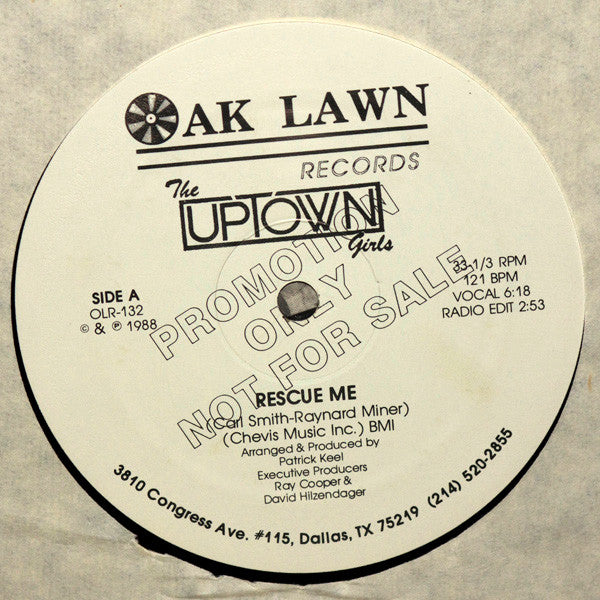 OAK LAWN
RECORDS
The
UPTOWN
Girls
PROMOTION
ONLY
NOT FOR SALE
SIDE A
OLR-132
© & ℗ 1988
33-1/3 RPM
121 BPM
VOCAL 6:18
RADIO EDIT 2:53
RESCUE ME
(Carl Smith-Raynard Miner)
(Chevis Music Inc.) BMI
Arranged & Produced by
Patrick Keel
Executive Producers
Ray Cooper &
David Hilzendager
3810 Congress Ave. #115, Dallas, TX 75219 (214) 520-2855